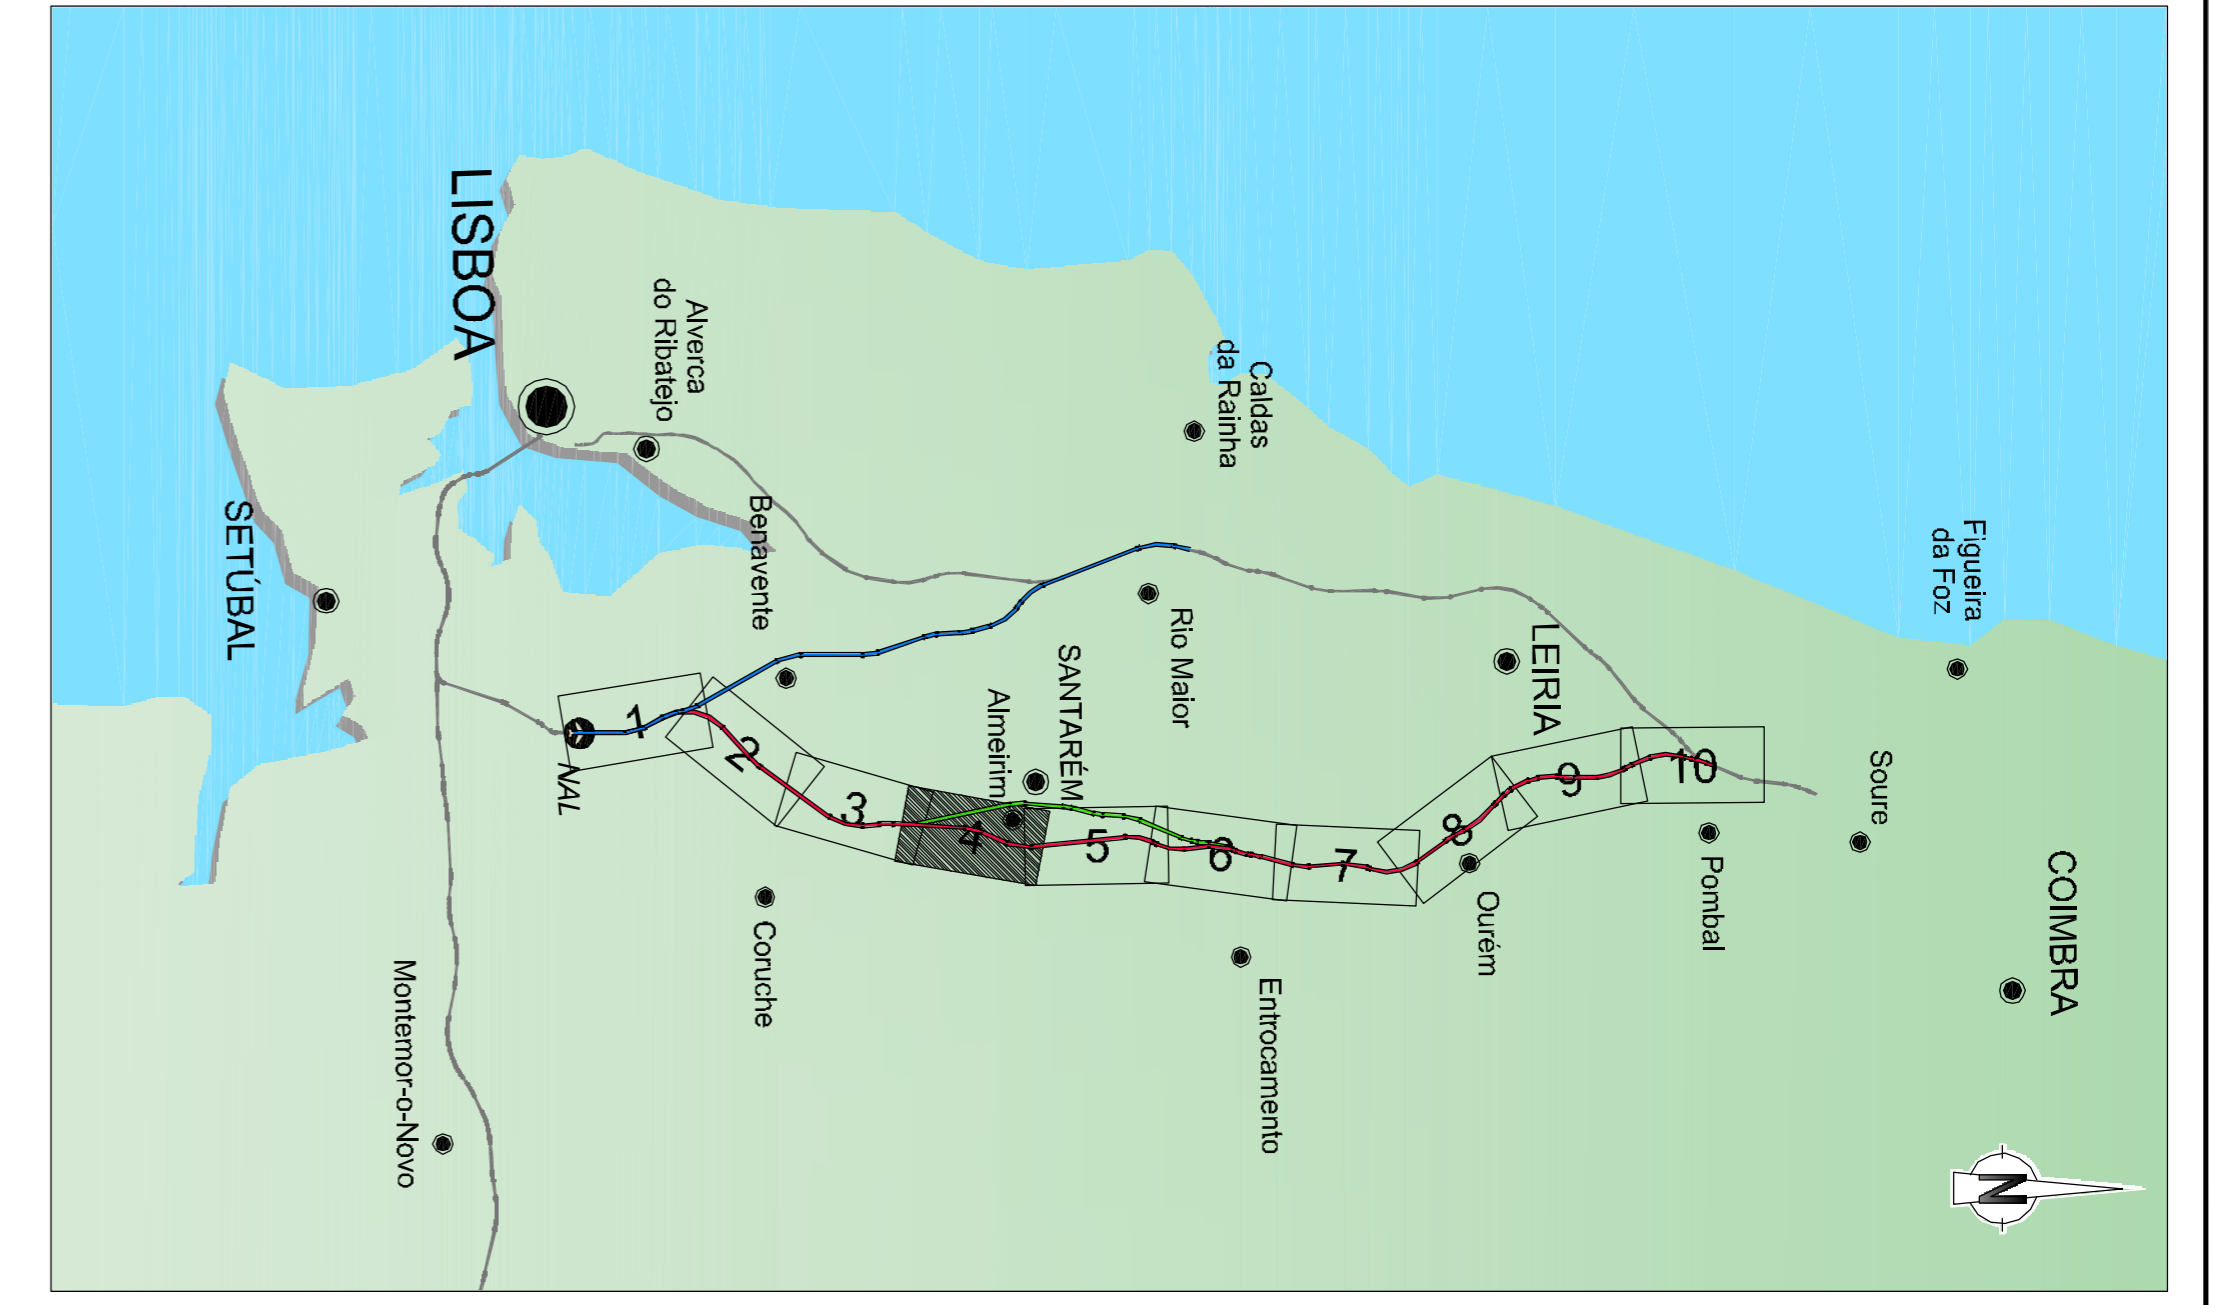 COIMBRA
Figueira
da Foz
Soure
Pombal
LEIRIA
Ourém
Caldas
da Rainha
Entrocamento
Rio Maior
SANTARÉM
Almeirim
Benavente
Coruche
Alverca
do Ribatejo
LISBOA
NAL
Montemor-o-Novo
SETÚBAL
10
9
8
7
6
5
4
3
2
1
N